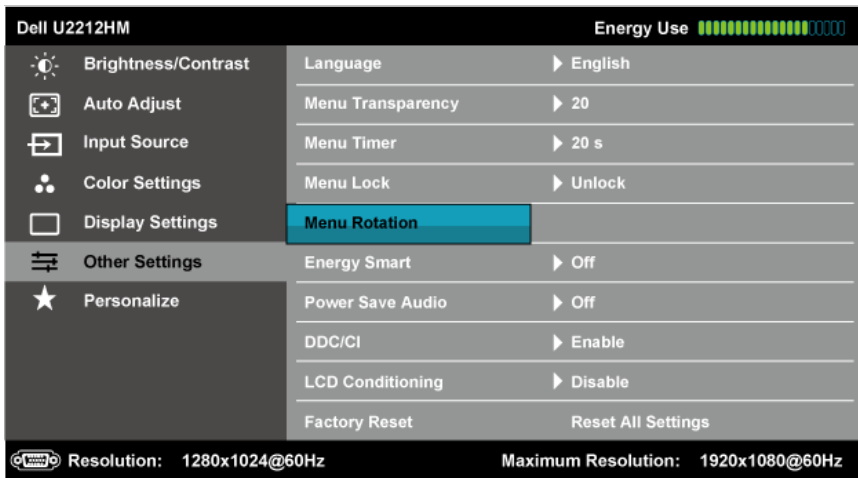 Dell U2212HM Energy Use
Brightness/Contrast
Auto Adjust
Input Source
Color Settings
Display Settings
Other Settings
Personalize
Language English
Menu Transparency 20
Menu Timer 20 s
Menu Lock Unlock
Menu Rotation
Energy Smart Off
Power Save Audio Off
DDC/CI Enable
LCD Conditioning Disable
Factory Reset Reset All Settings
Resolution: 1280x1024@60Hz Maximum Resolution: 1920x1080@60Hz